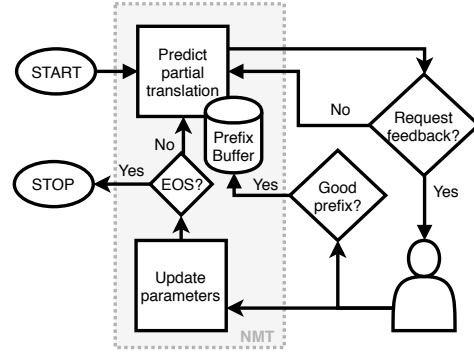 START
Predict
partial
translation
Prefix
Buffer
No
Request
feedback?
No
Yes
STOP
EOS?
Yes
Good
prefix?
Yes
Update
parameters
NMT